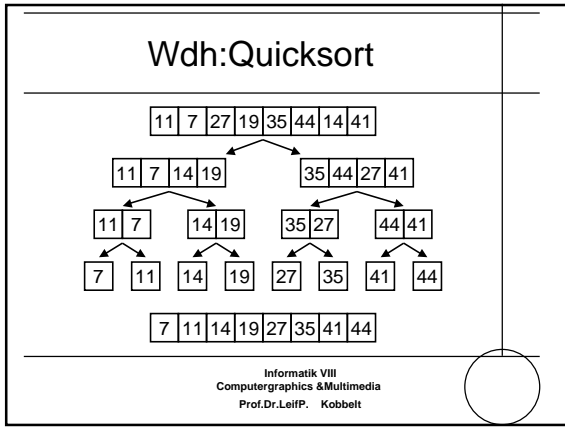 Wdh:Quicksort
11 7 27 19 35 44 14 41
11 7 14 19 35 44 27 41
11 7 14 19 35 27 44 41
7 11 14 19 27 35 41 44
7 11 14 19 27 35 41 44
Informatik VIII
Computergraphics &Multimedia
Prof.Dr.LeifP. Kobbelt